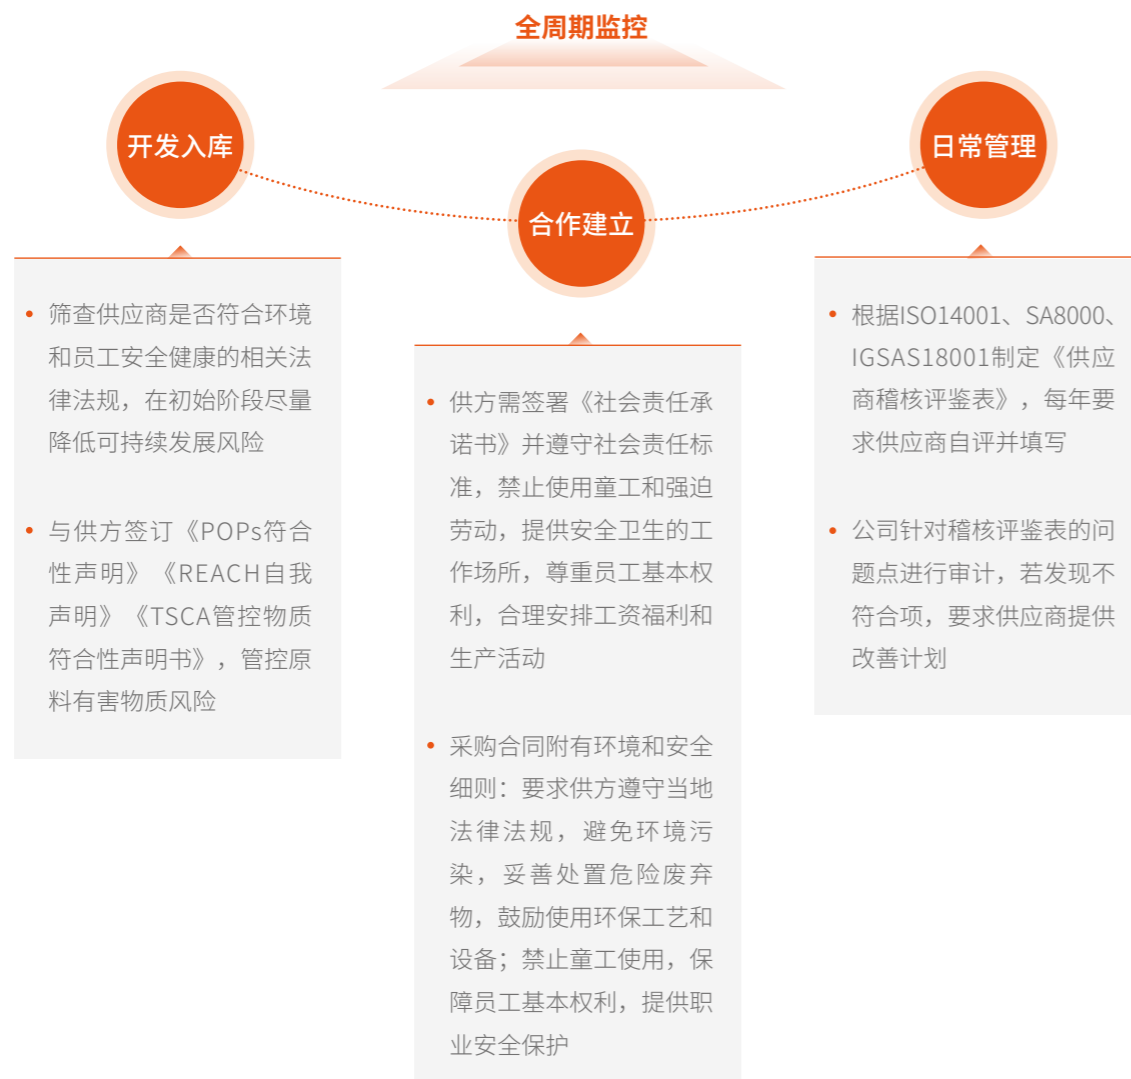 全周期监控
开发入库
合作建立
日常管理
• 筛查供应商是否符合环境
和员工安全健康的相关法
律法规，在初始阶段尽量
降低可持续发展风险
• 与供方签订《POPs符合
性声明》《REACH自我
声明》《TSCA管控物质
符合性声明书》，管控原
料有害物质风险
• 供方需签署《社会责任承
诺书》并遵守社会责任标
准，禁止使用童工和强迫
劳动，提供安全卫生的工
作场所，尊重员工基本权
利，合理安排工资福利和
生产活动
• 采购合同附有环境和安全
细则：要求供方遵守当地
法律法规，避免环境污
染，妥善处置危险废弃
物，鼓励使用环保工艺和
设备；禁止童工使用，保
障员工基本权利，提供职
业安全保护
• 根据ISO14001、SA8000、
IGSAS18001制定《供应
商稽核评鉴表》，每年要
求供应商自评并填写
• 公司针对稽核评鉴表的问
题点进行审计，若发现不
符合项，要求供应商提供
改善计划